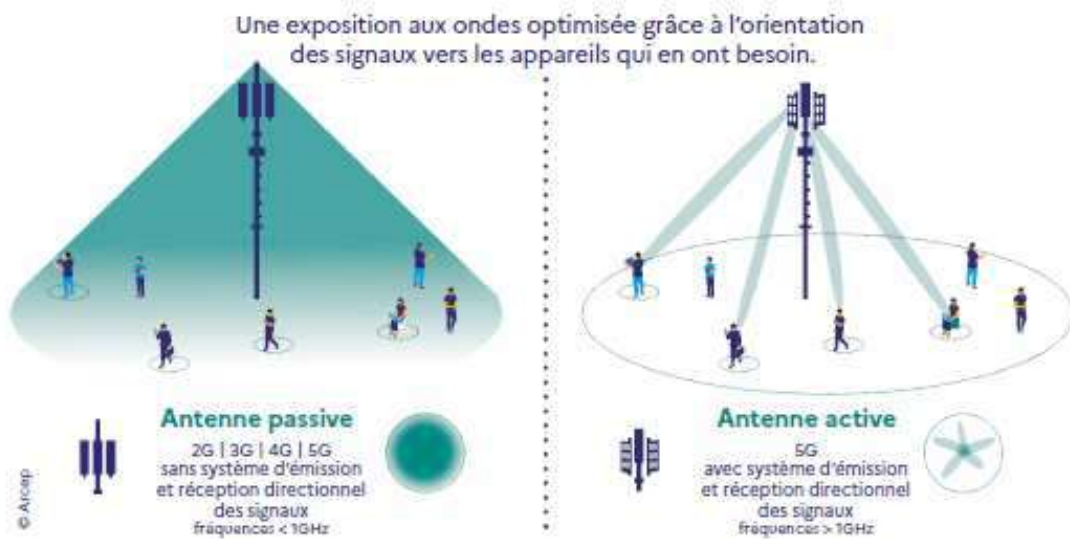 Une exposition aux ondes optimisée grâce à l'orientation
des signaux vers les appareils qui en ont besoin.
Antenne passive
2G | 3G | 4G | 5G
sans système d'émission
et réception directionnel
des signaux
fréquences < 1GHz
Antenne active
5G
avec système d'émission
et réception directionnel
des signaux
fréquences > 1GHz
© Arcep